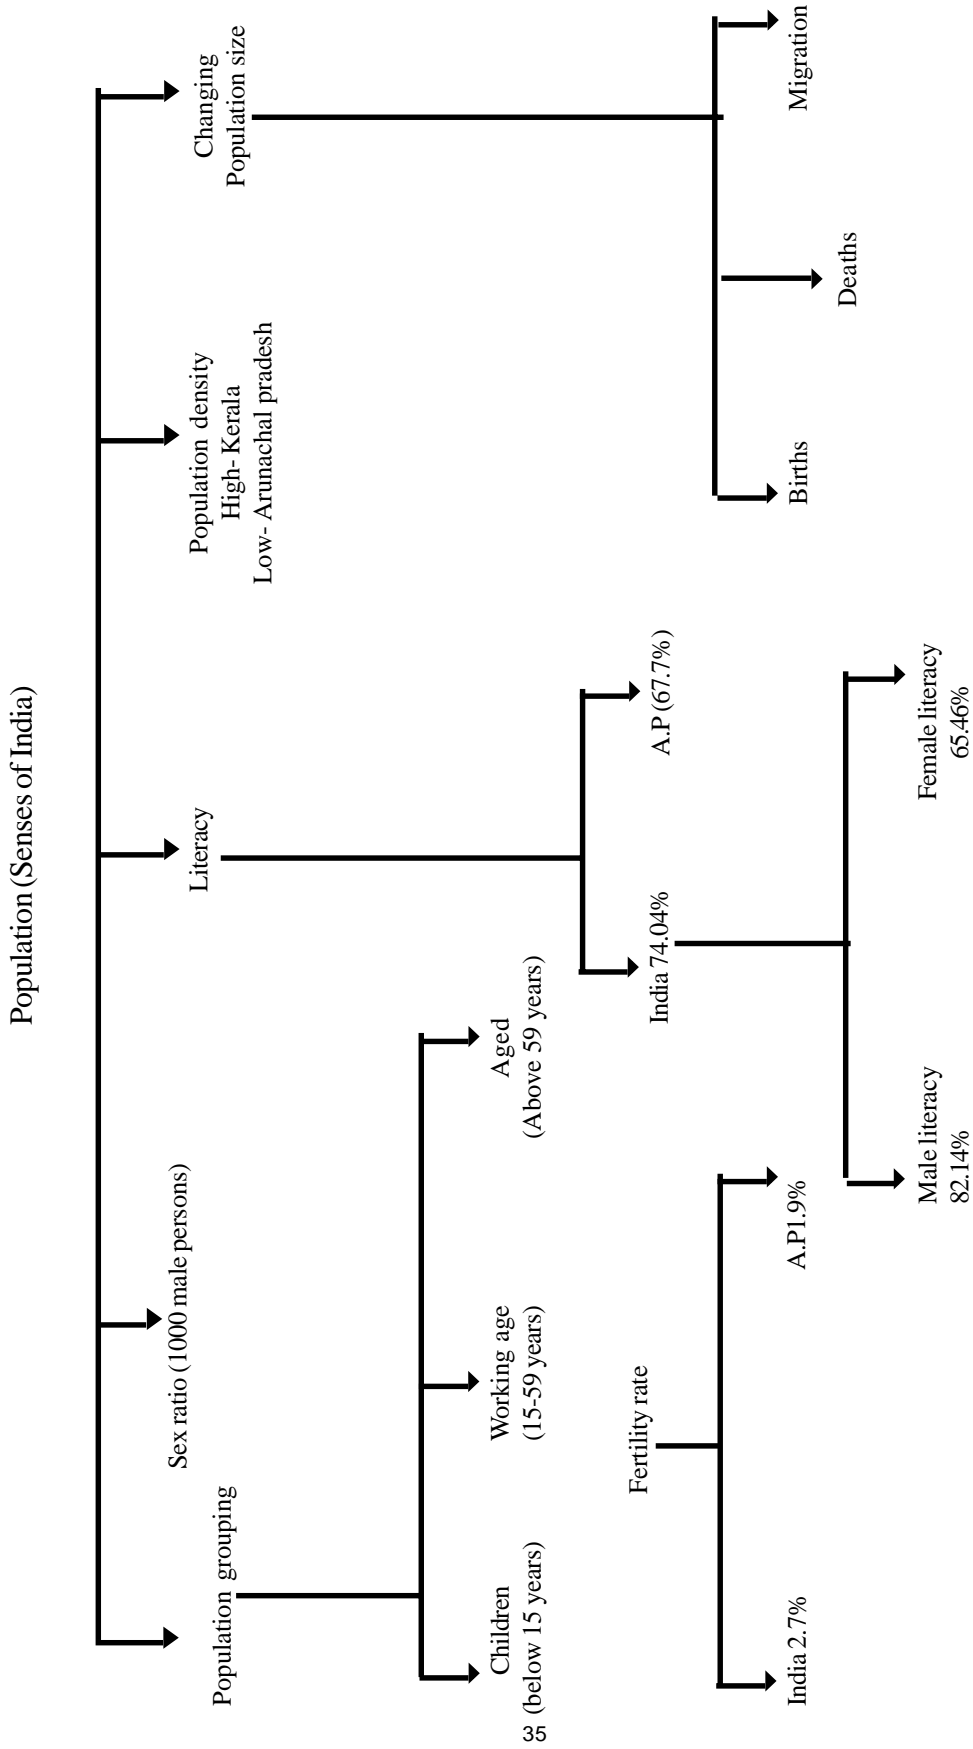 Population (Senses of India)
Population grouping
Sex ratio (1000 male persons)
Literacy
Population density
High- Kerala
Low- Arunachal pradesh
Changing
Population size
Children
(below 15 years)
Working age
(15-59 years)
Aged
(Above 59 years)
India 74.04%
A.P (67.7%)
Births
Deaths
Migration
Fertility rate
India 2.7%
A.P1.9%
Male literacy
82.14%
Female literacy
65.46%
35